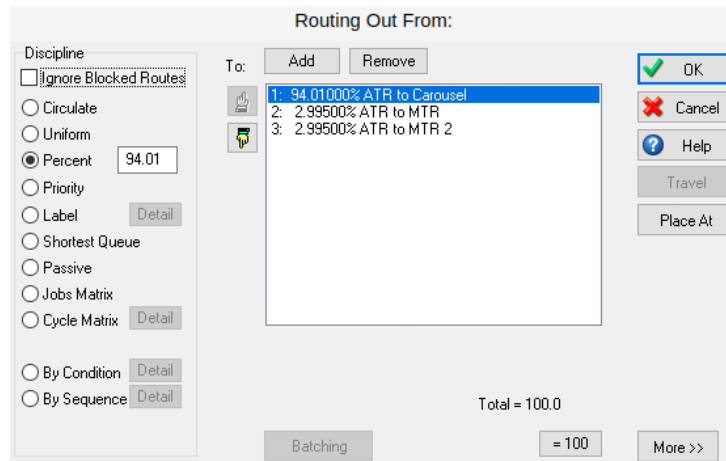 Routing Out From:
Discipline
Ignore Blocked Routes
Circulate
Uniform
Percent 94.01
Priority
Label Detail
Shortest Queue
Passive
Jobs Matrix
Cycle Matrix Detail
By Condition Detail
By Sequence Detail
To: Add Remove
1: 94.01000% ATR to Carousel
2: 2.99500% ATR to MTR
3: 2.99500% ATR to MTR 2
Total = 100.0
Batching = 100
OK
Cancel
Help
Travel
Place At
More >>